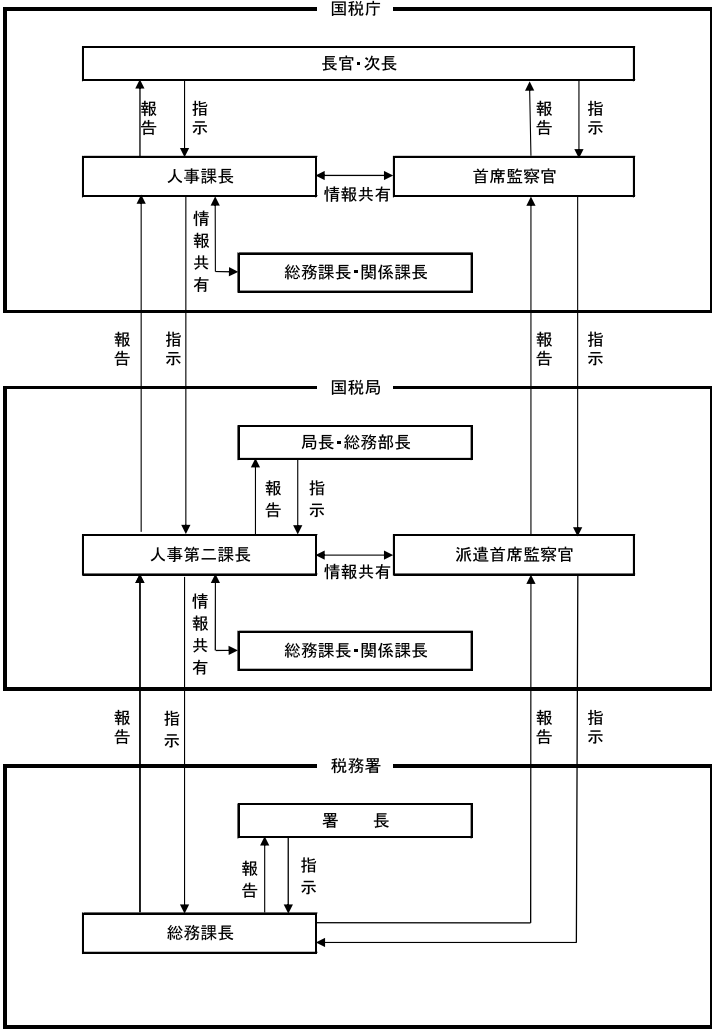 国税庁
長官・次長
報告
指示
報告
指示
人事課長
情報共有
首席監察官
情報共有
総務課長・関係課長
報告
指示
報告
指示
国税局
局長・総務部長
報告
指示
人事第二課長
情報共有
派遣首席監察官
情報共有
総務課長・関係課長
報告
指示
報告
指示
税務署
署　　長
報告
指示
総務課長